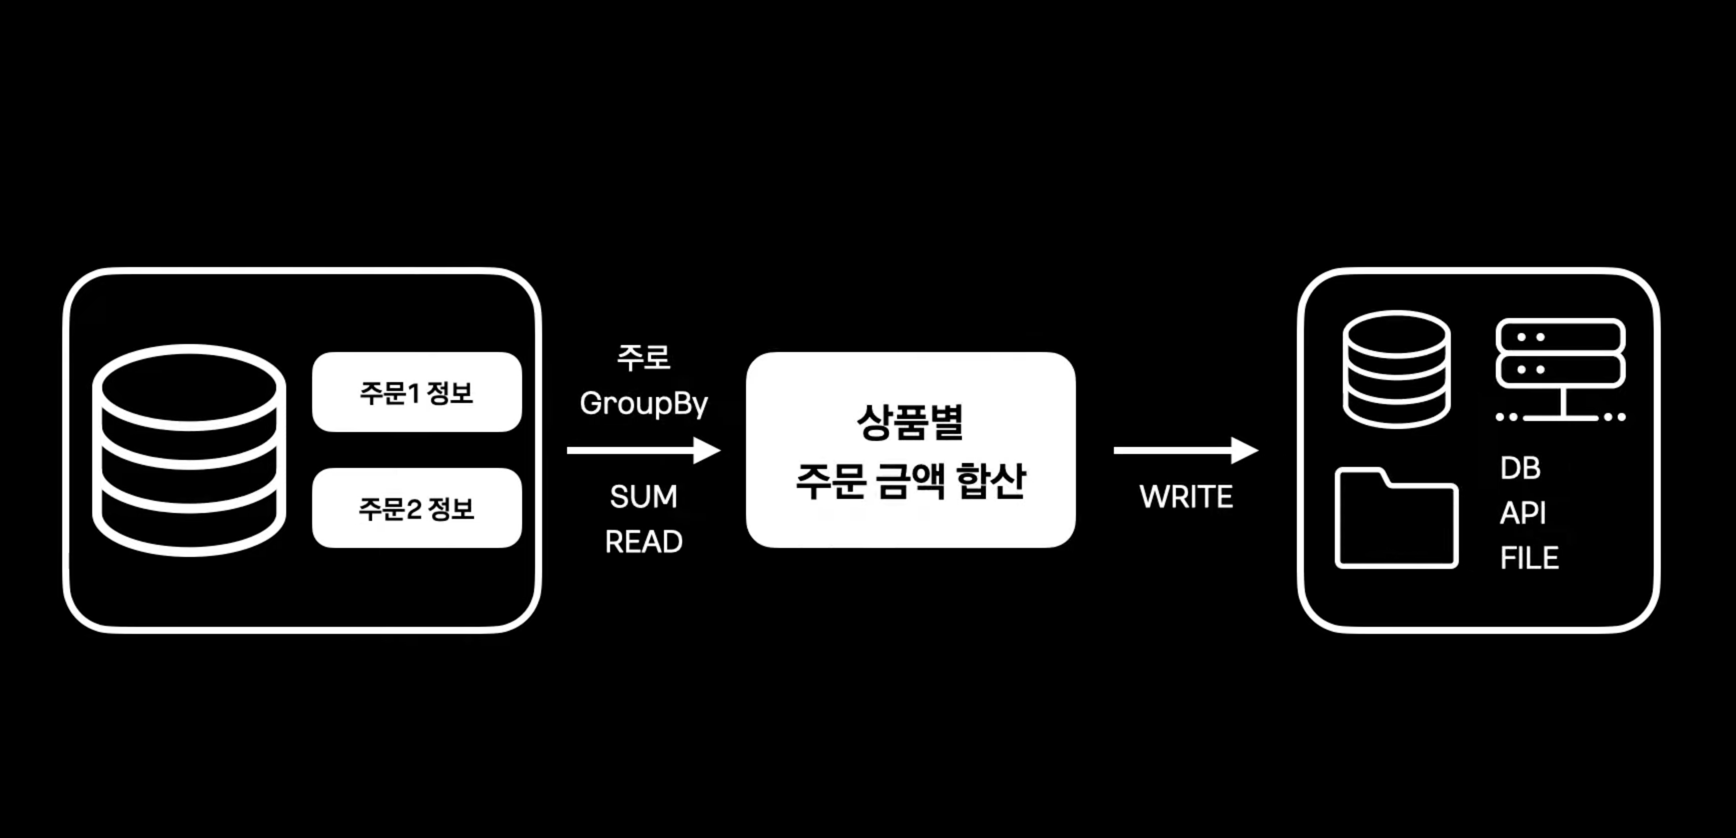 주문1 정보
주문2 정보
주로
GroupBy
SUM
READ
상품별
주문 금액 합산
WRITE
DB
API
FILE